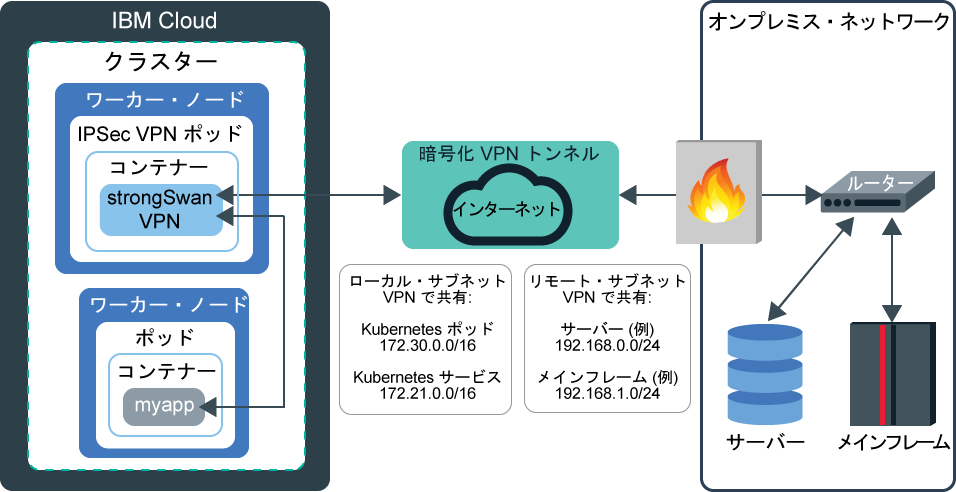 IBM Cloud
クラスター
ワーカー・ノード
IPSec VPN ポッド
コンテナー
strongSwan
VPN
ワーカー・ノード
ポッド
コンテナー
myapp
暗号化 VPN トンネル
インターネット
ローカル・サブネット
VPN で共有:
Kubernetes ポッド
172.30.0.0/16
Kubernetes サービス
172.21.0.0/16
リモート・サブネット
VPN で共有:
サーバー (例)
192.168.0.0/24
メインフレーム (例)
192.168.1.0/24
オンプレミス・ネットワーク
ルーター
サーバー
メインフレーム